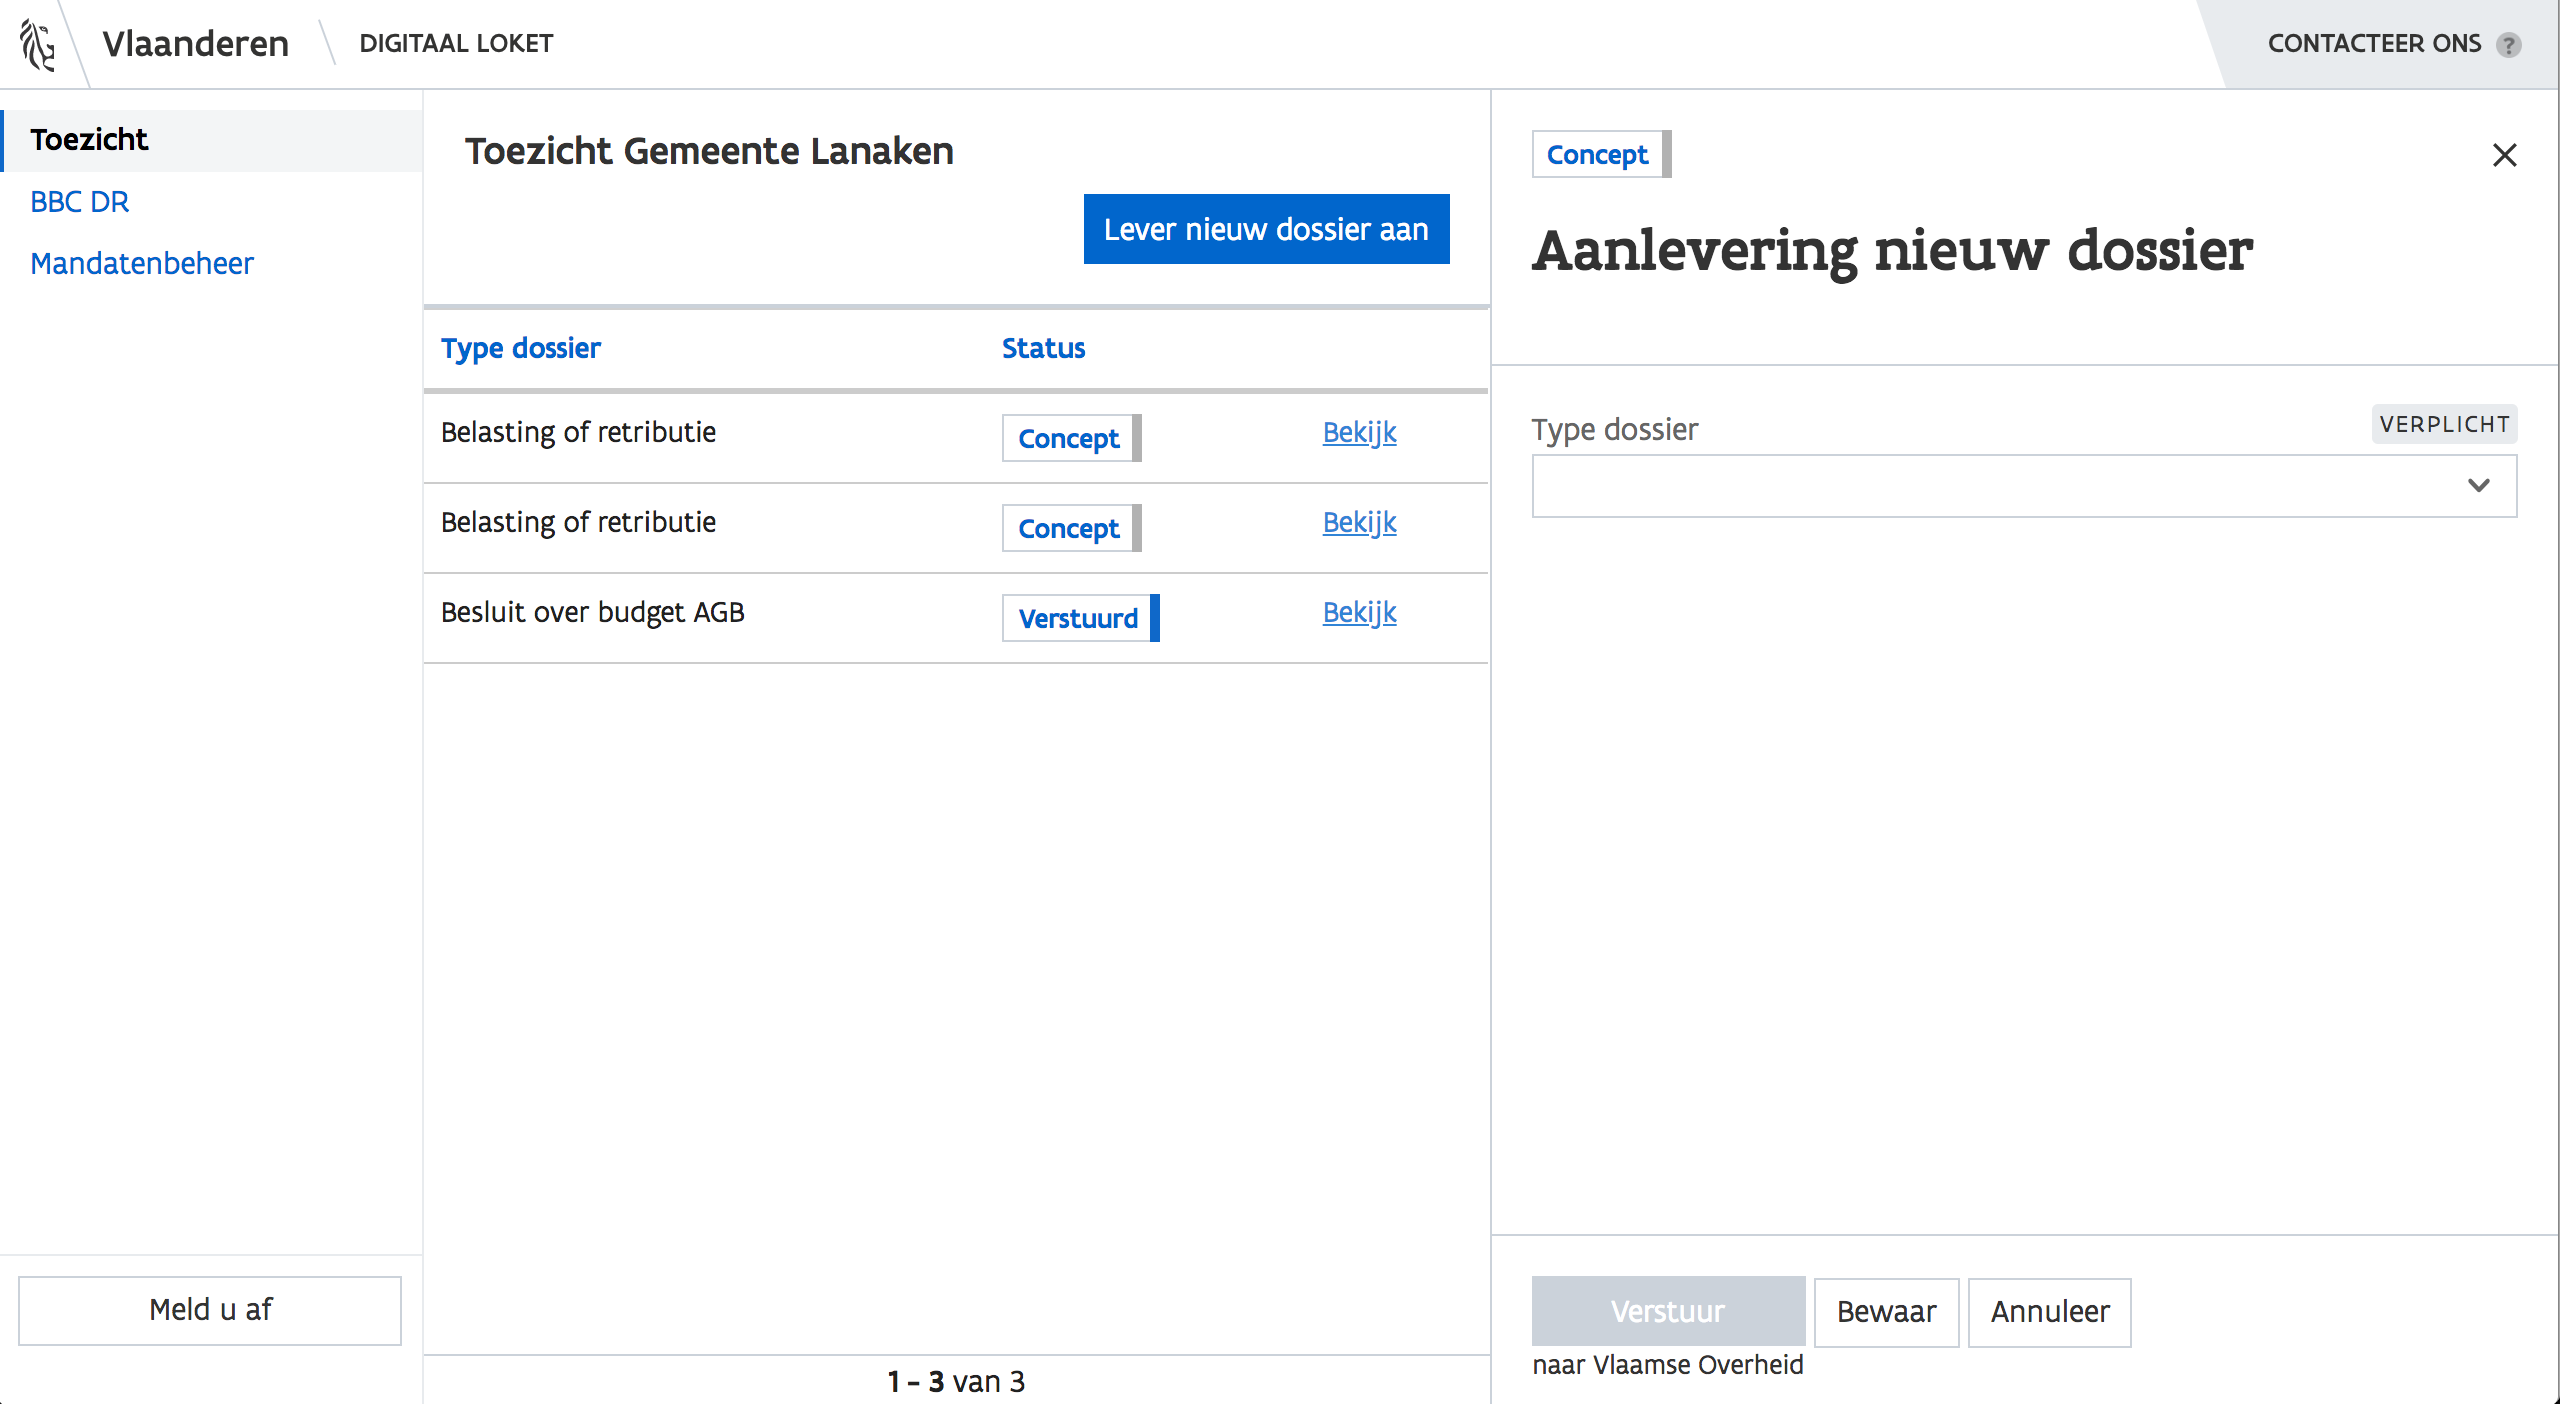 Vlaanderen
DIGITAAL LOKET
CONTACTEER ONS ?
Toezicht
BBC DR
Mandatenbeheer
Meld u af
Toezicht Gemeente Lanaken
Lever nieuw dossier aan
Type dossier Status
Belasting of retributie Concept Bekijk
Belasting of retributie Concept Bekijk
Besluit over budget AGB Verstuurd Bekijk
1 - 3 van 3
Concept
Aanlevering nieuw dossier
Type dossier VERPLICHT
Verstuur Bewaar Annuleer
naar Vlaamse Overheid